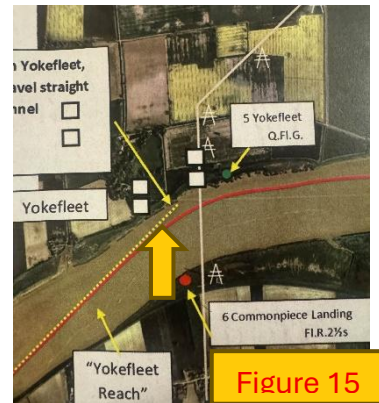 n Yokefleet,
avel straight
nnel
5 Yokefleet
Q.Fl.G.
Yokefleet
6 Commonpiece Landing
Fl.R.2½s
"Yokefleet
Reach"
Figure 15